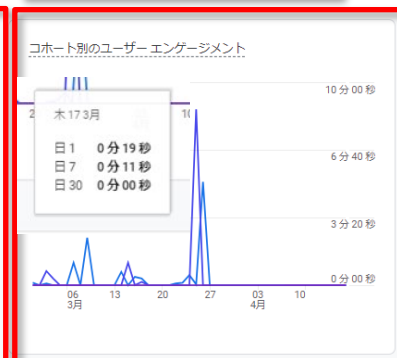 コホート別のユーザー エンゲージメント
10 分 00 秒
木 17 3月
日 1 0 分 19 秒
日 7 0 分 11 秒
日 30 0 分 00 秒
6 分 40 秒
3 分 20 秒
0 分 00 秒
06 13 20 27 03 10
3月 4月